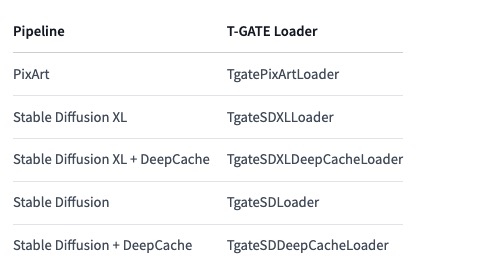 Pipeline T-GATE Loader
PixArt TgatePixArtLoader
Stable Diffusion XL TgateSDXLLoader
Stable Diffusion XL + DeepCache TgateSDXLDeepCacheLoader
Stable Diffusion TgateSDLoader
Stable Diffusion + DeepCache TgateSDDeepCacheLoader